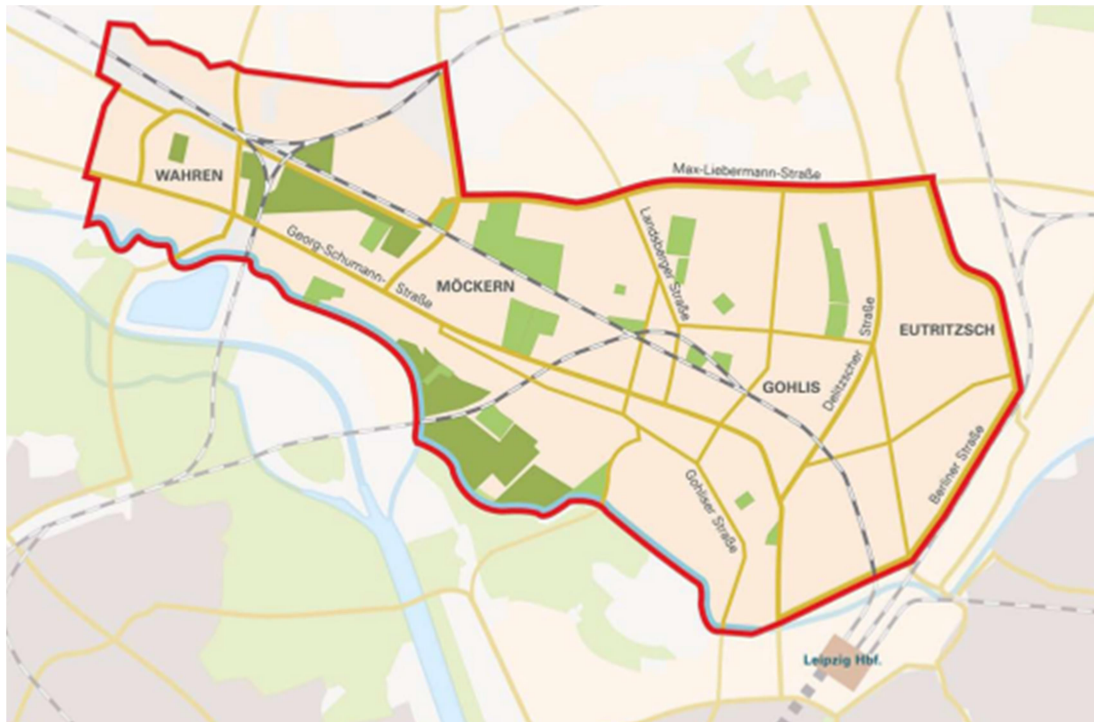 Max-Liebermann-Straße
WAHREN
Landsberger Straße
Georg-Schumann-
Straße
MÖCKERN
Delitzscher Straße
EUTRITZSCH
GOHLIS
Berliner Straße
Gohliser Straße
Leipzig Hbf.